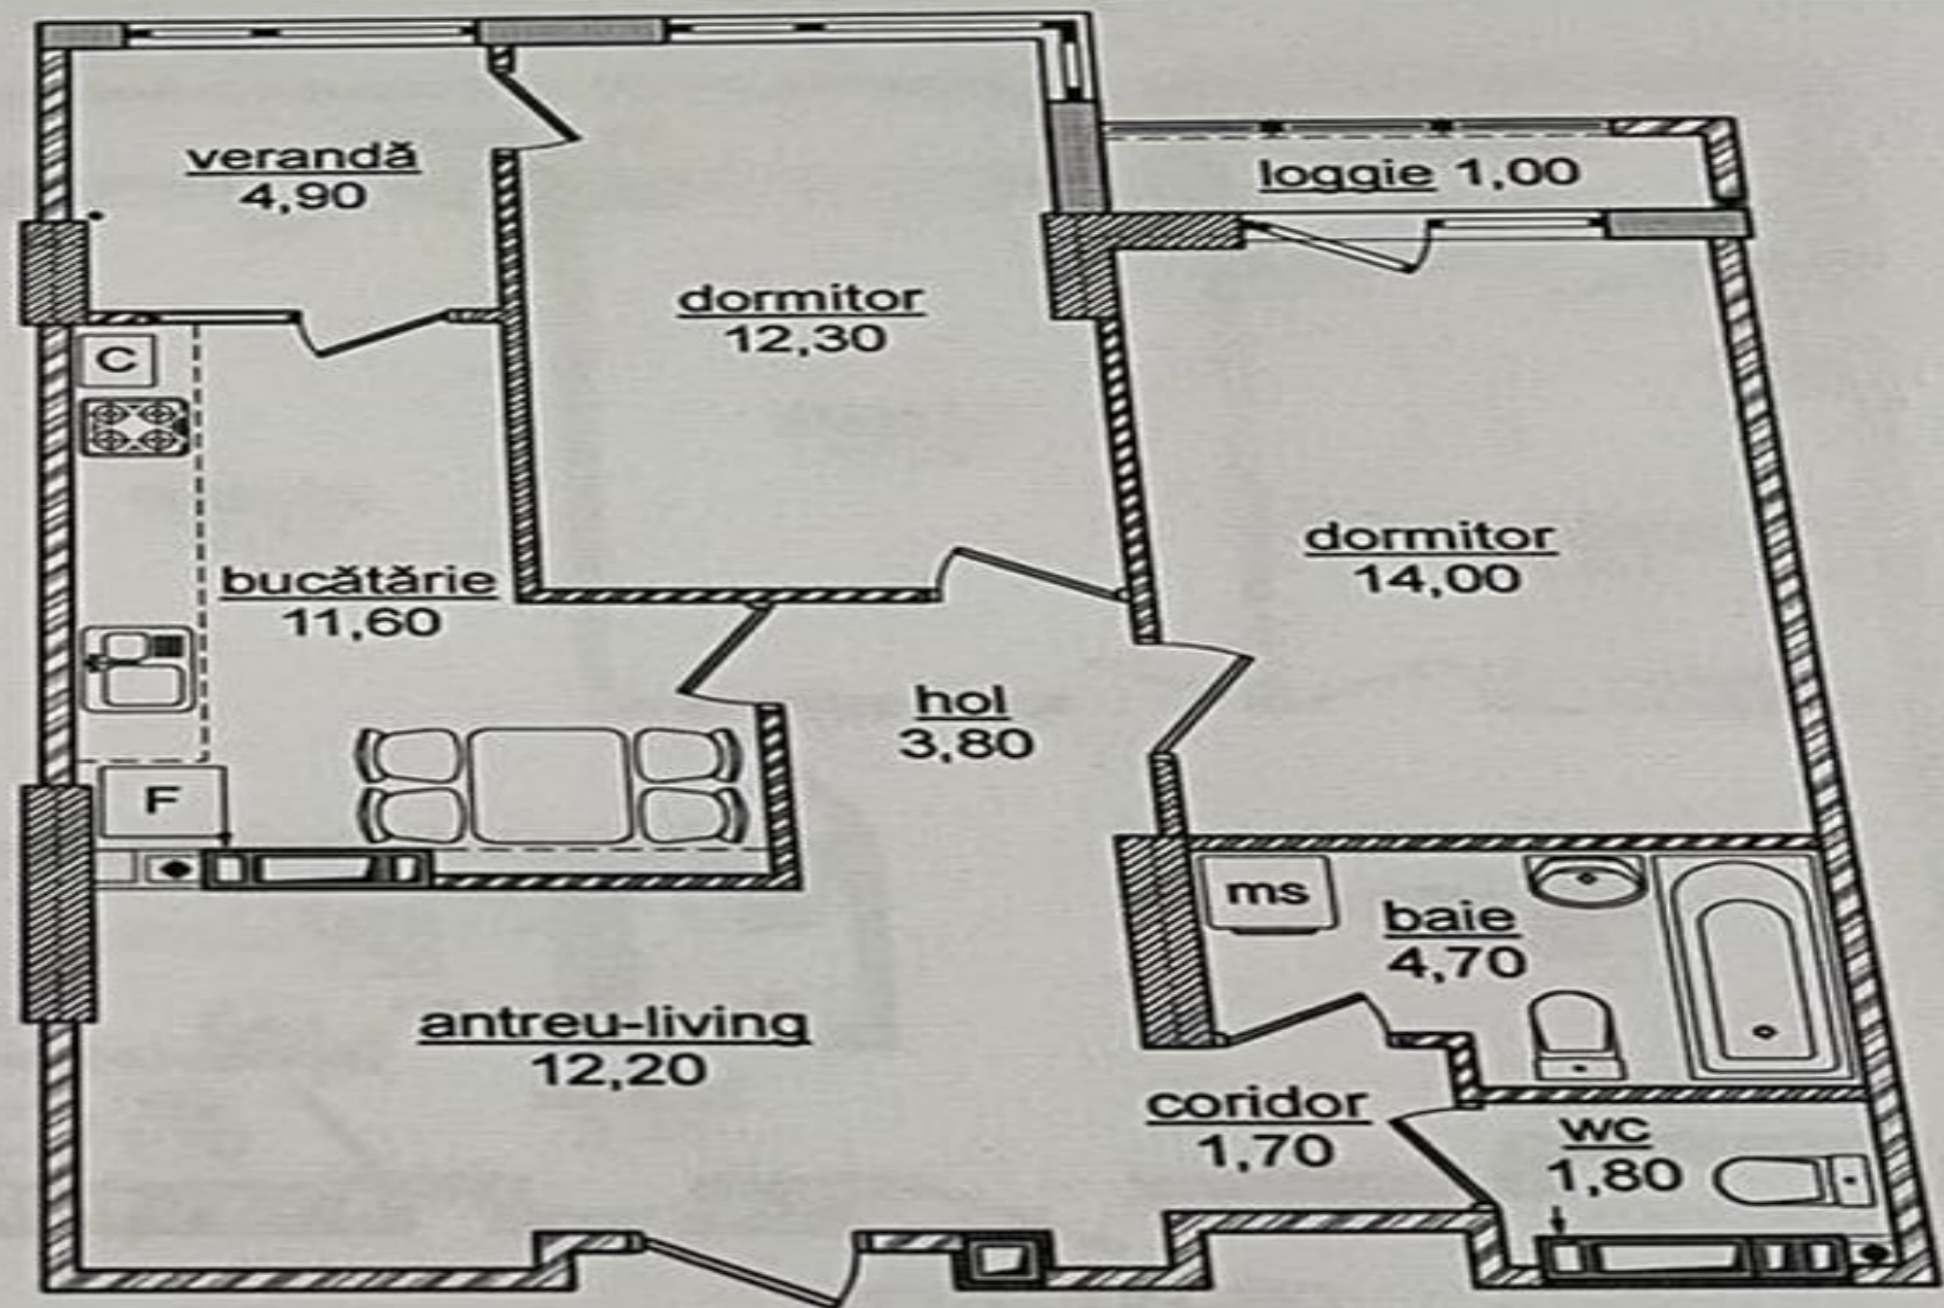 verandă
4,90
loggie 1,00
dormitor
12,30
C
dormitor
14,00
bucătărie
11,60
hol
3,80
F
ms
baie
4,70
antreu-living
12,20
coridor
1,70
wc
1,80